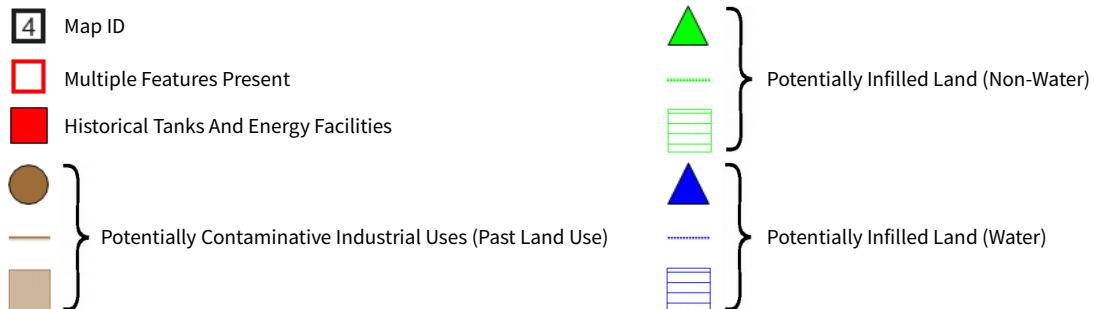 4 Map ID
Multiple Features Present
Historical Tanks And Energy Facilities
Potentially Contaminative Industrial Uses (Past Land Use)
Potentially Infilled Land (Non-Water)
Potentially Infilled Land (Water)